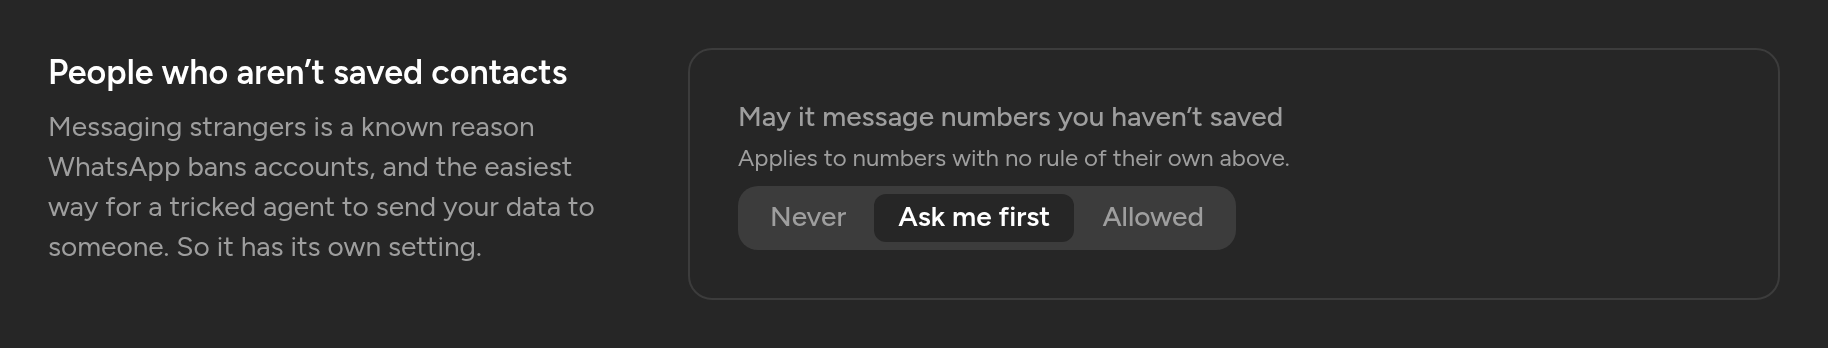 People who aren’t saved contacts
Messaging strangers is a known reason
WhatsApp bans accounts, and the easiest
way for a tricked agent to send your data to
someone. So it has its own setting.
May it message numbers you haven’t saved
Applies to numbers with no rule of their own above.
Never
Ask me first
Allowed